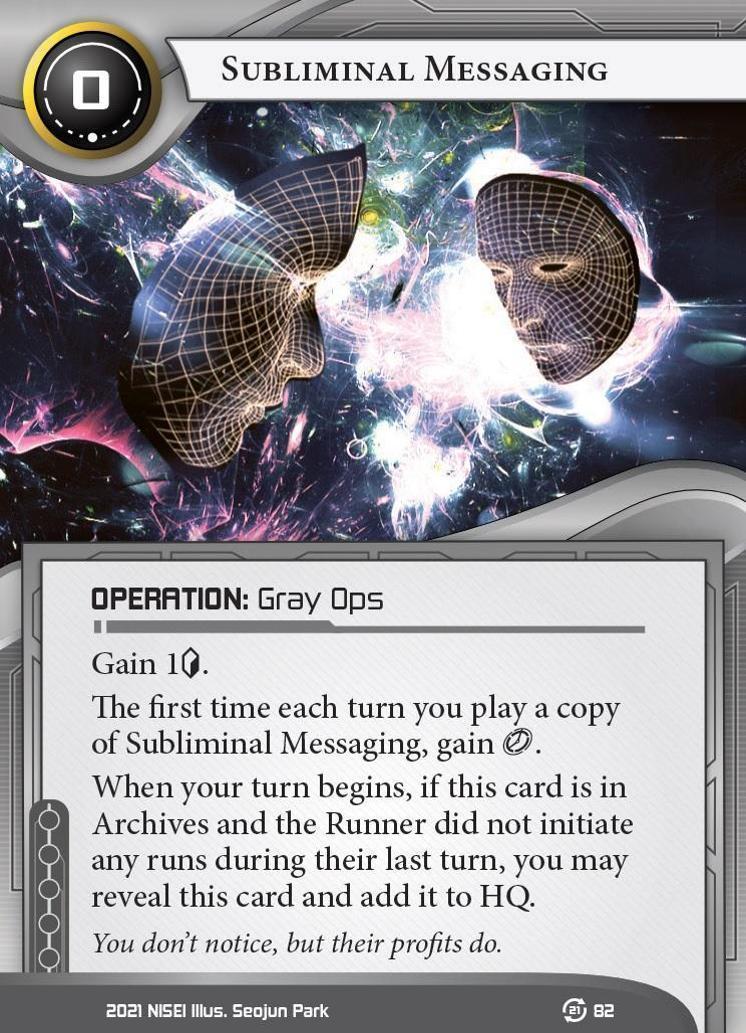 0
SUBLIMINAL MESSAGING
OPERATION: Gray Ops
Gain 1.
The first time each turn you play a copy
of Subliminal Messaging, gain .
When your turn begins, if this card is in
Archives and the Runner did not initiate
any runs during their last turn, you may
reveal this card and add it to HQ.
You don't notice, but their profits do.
2021 NISEI Illus. Seojun Park
21 82